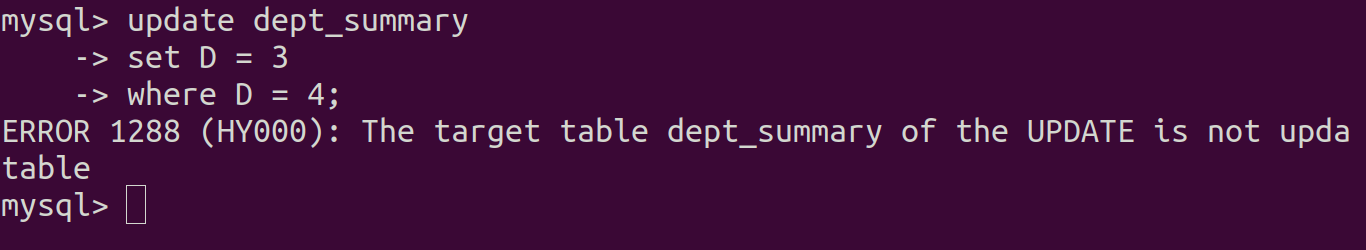 mysql> update dept_summary
    -> set D = 3
    -> where D = 4;
ERROR 1288 (HY000): The target table dept_summary of the UPDATE is not upda
table
mysql>